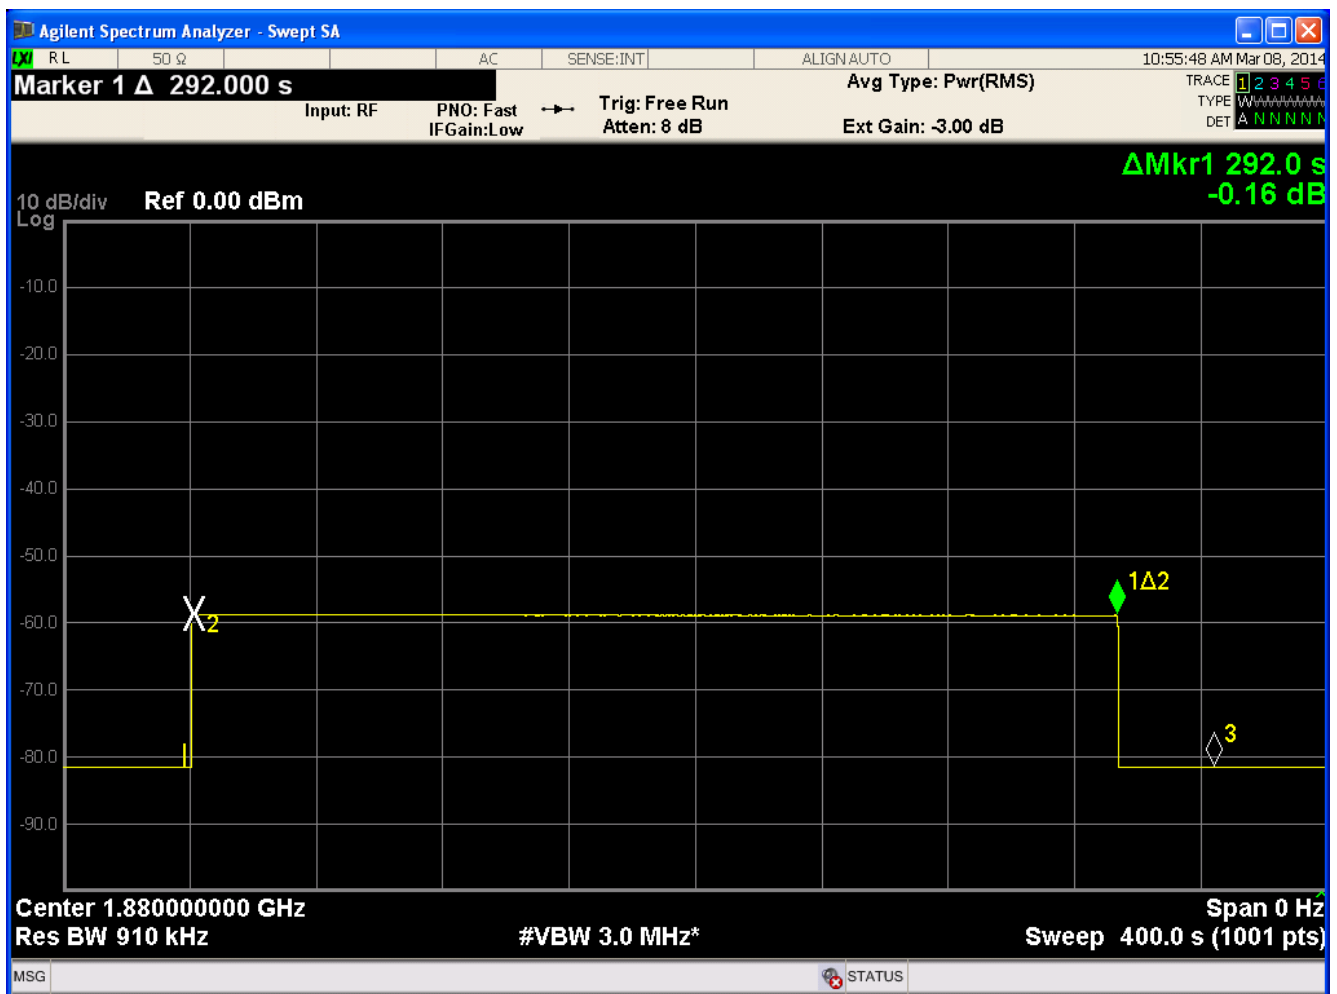 Agilent Spectrum Analyzer - Swept SA
LXI RL 50 Ω AC SENSE:INT ALIGN AUTO 10:55:48 AM Mar 08, 2014
Marker 1 Δ 292.000 s
Input: RF
PNO: Fast
IFGain:Low
Trig: Free Run
Atten: 8 dB
Avg Type: Pwr(RMS)
Ext Gain: -3.00 dB
TRACE 1 2 3 4 5 6
TYPE W
DET A N N N N N
ΔMkr1 292.0 s
-0.16 dB
10 dB/div Ref 0.00 dBm
Log
-10.0
-20.0
-30.0
-40.0
-50.0
1Δ2
-60.0
2
-70.0
3
-80.0
-90.0
Center 1.880000000 GHz Span 0 Hz
Res BW 910 kHz #VBW 3.0 MHz* Sweep 400.0 s (1001 pts)
MSG STATUS